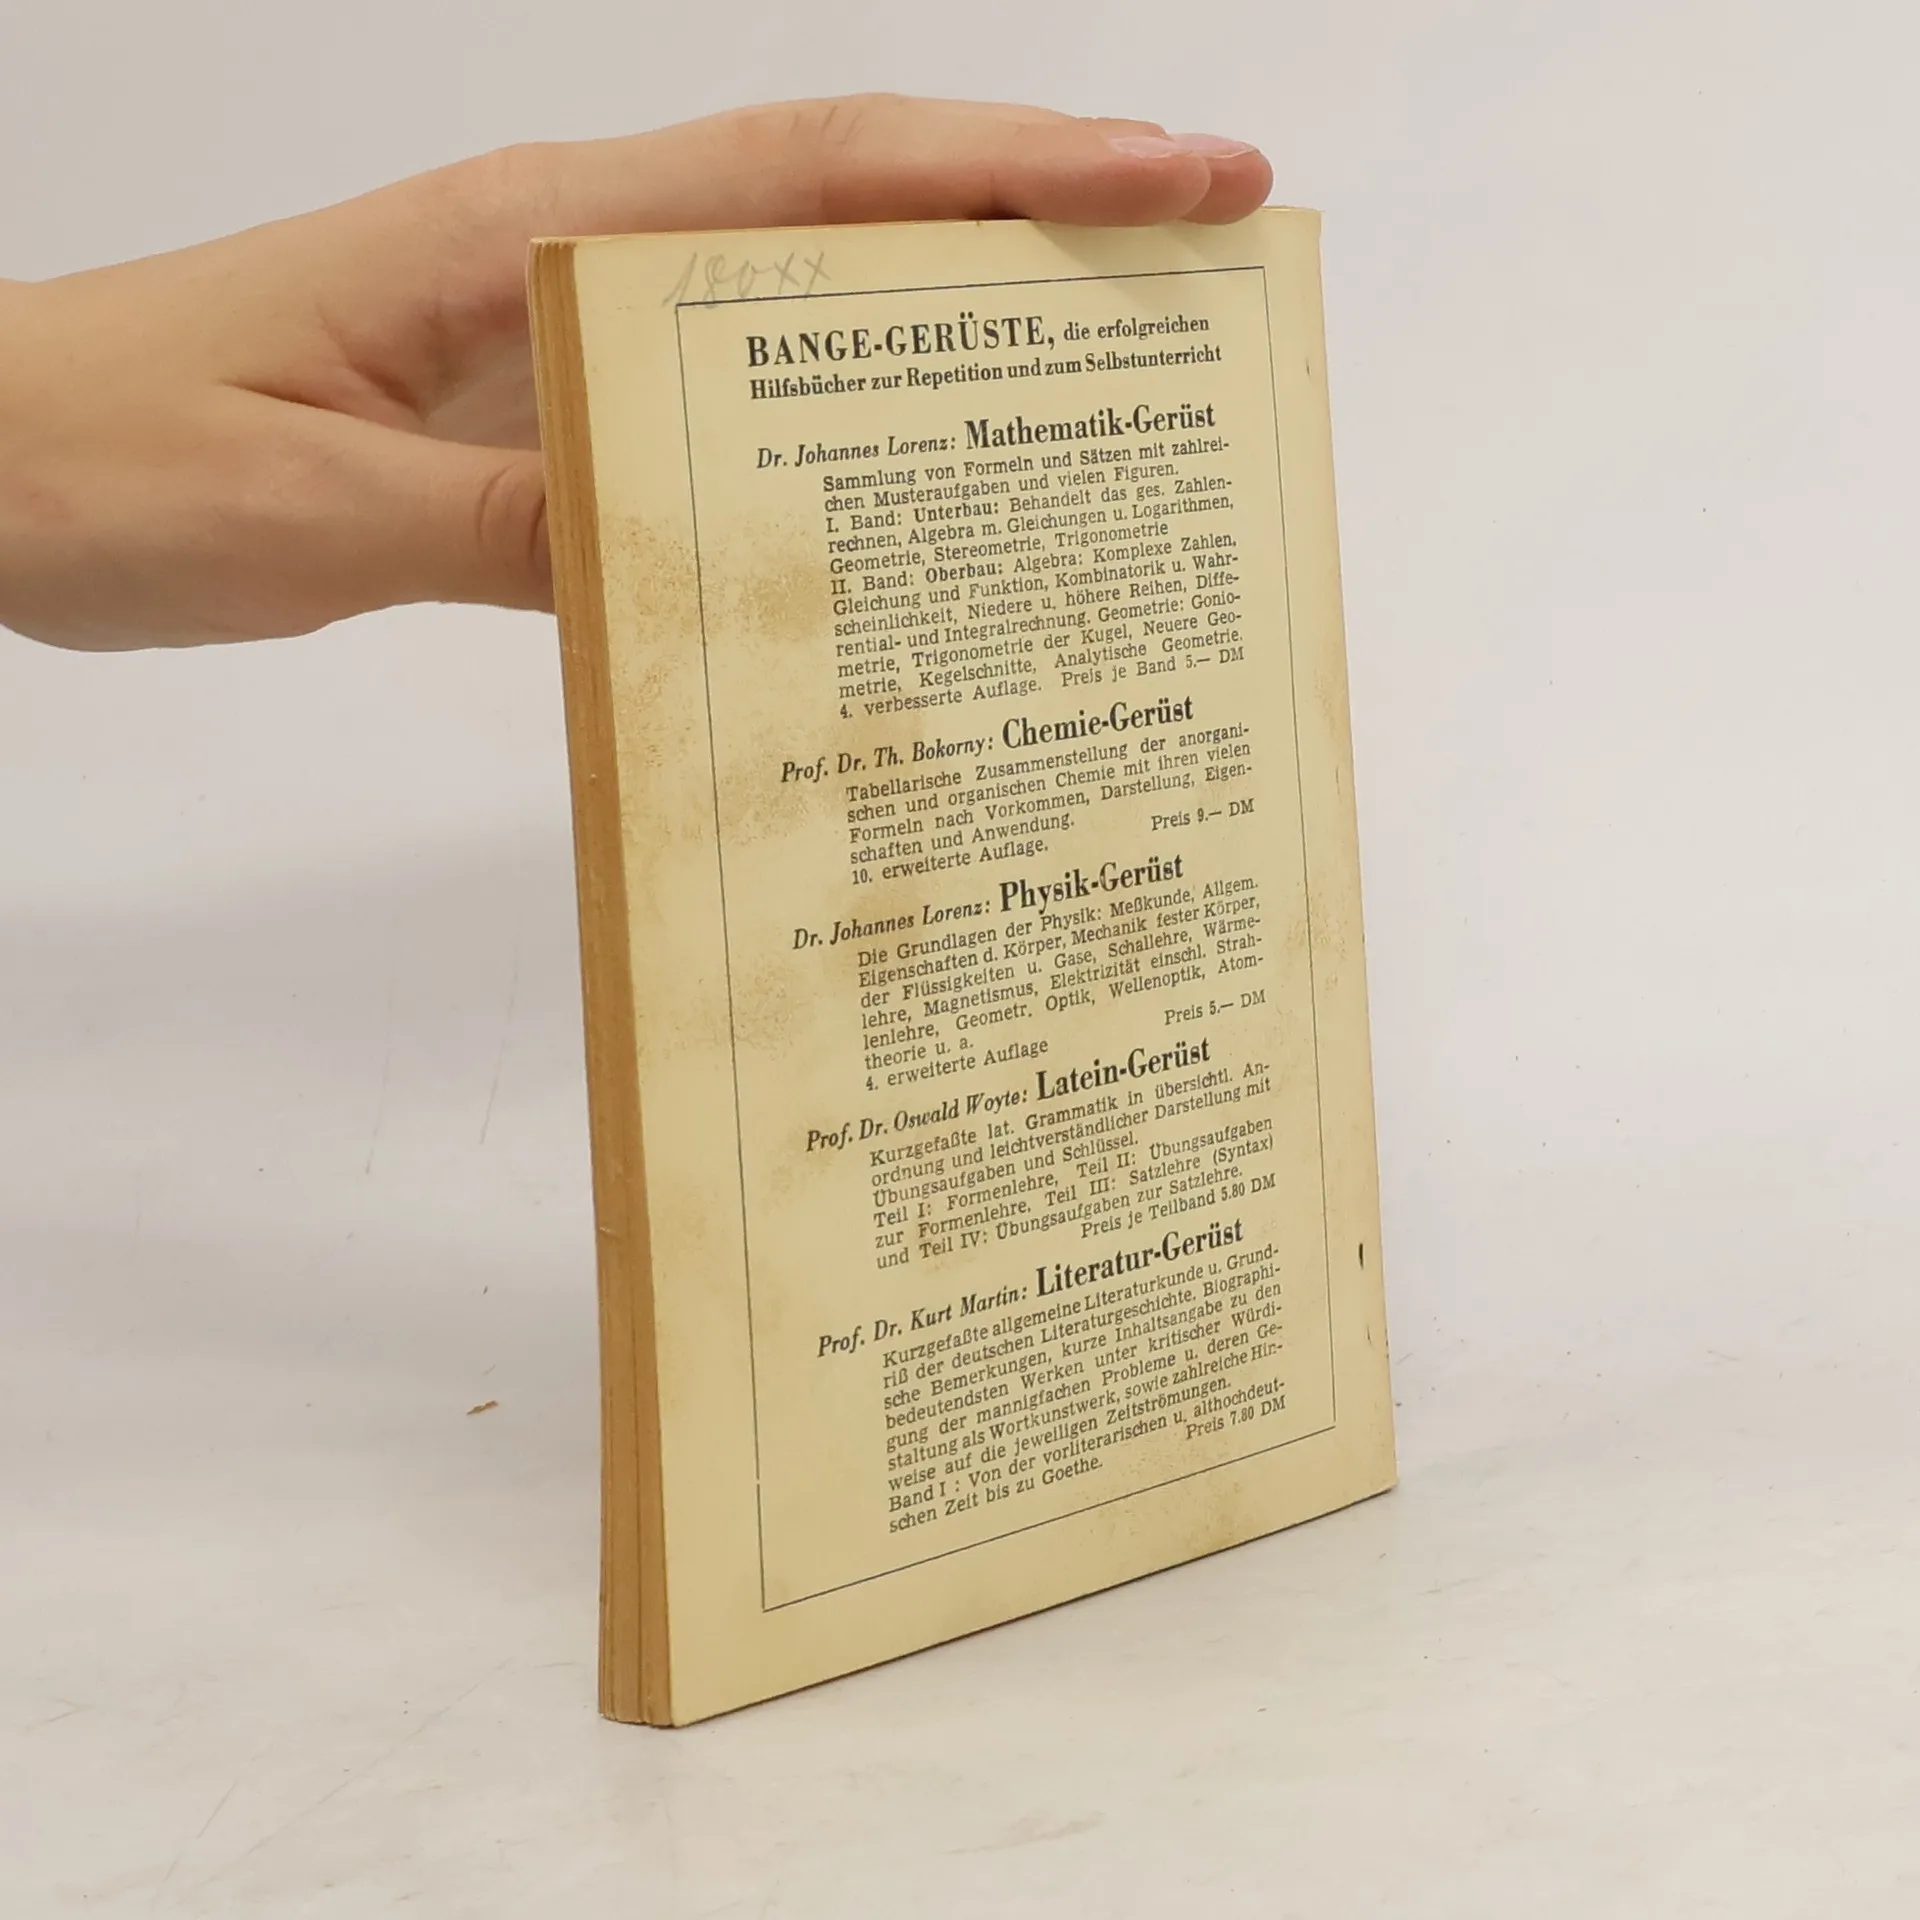 180xx
BANGE-GERÜSTE, die erfolgreichen
Hilfsbücher zur Repetition und zum Selbstunterricht
Dr. Johannes Lorenz: Mathematik-Gerüst
Sammlung von Formeln und Sätzen mit zahlrei-
chen Musteraufgaben und vielen Figuren.
I. Band: Unterbau: Behandelt das ges. Zahlen-
rechnen, Algebra m. Gleichungen u. Logarithmen,
Geometrie, Stereometrie, Trigonometrie
II. Band: Oberbau: Algebra: Komplexe Zahlen,
Gleichung und Funktion, Kombinatorik u. Wahr-
scheinlichkeit, Niedere u. höhere Reihen, Diffe-
rential- und Integralrechnung. Geometrie: Gonio-
metrie, Trigonometrie der Kugel, Neuere Geo-
metrie, Kegelschnitte, Analytische Geometrie.
4. verbesserte Auflage. Preis je Band 5.— DM
Prof. Dr. Th. Bokorny: Chemie-Gerüst
Tabellarische Zusammenstellung der anorgani-
schen und organischen Chemie mit ihren vielen
Formeln nach Vorkommen, Darstellung, Eigen-
schaften und Anwendung.
10. erweiterte Auflage. Preis 9.— DM
Dr. Johannes Lorenz: Physik-Gerüst
Die Grundlagen der Physik: Meßkunde, Allgem.
Eigenschaften d. Körper, Mechanik fester Körper,
der Flüssigkeiten u. Gase, Schallehre, Wärme-
lehre, Magnetismus, Elektrizität einschl. Strah-
lenlehre, Geometr. Optik, Wellenoptik, Atom-
theorie u. a.
4. erweiterte Auflage Preis 5.— DM
Prof. Dr. Oswald Woyte: Latein-Gerüst
Kurzgefaßte lat. Grammatik in übersichtl. An-
ordnung und leichtverständlicher Darstellung mit
Übungsaufgaben und Schlüssel.
Teil I: Formenlehre, Teil II: Übungsaufgaben
zur Formenlehre, Teil III: Satzlehre (Syntax)
und Teil IV: Übungsaufgaben zur Satzlehre.
Preis je Teilband 5.80 DM
Prof. Dr. Kurt Martin: Literatur-Gerüst
Kurzgefaßte allgemeine Literaturkunde u. Grund-
riß der deutschen Literaturgeschichte. Biographi-
sche Bemerkungen, kurze Inhaltsangabe zu den
bedeutendsten Werken unter kritischer Würdi-
gung der mannigfachen Probleme u. deren Ge-
staltung als Wortkunstwerk, sowie zahlreiche Hin-
weise auf die jeweiligen Zeitströmungen.
Band I : Von der vorliterarischen u. althochdeut-
schen Zeit bis zu Goethe. Preis 7.80 DM